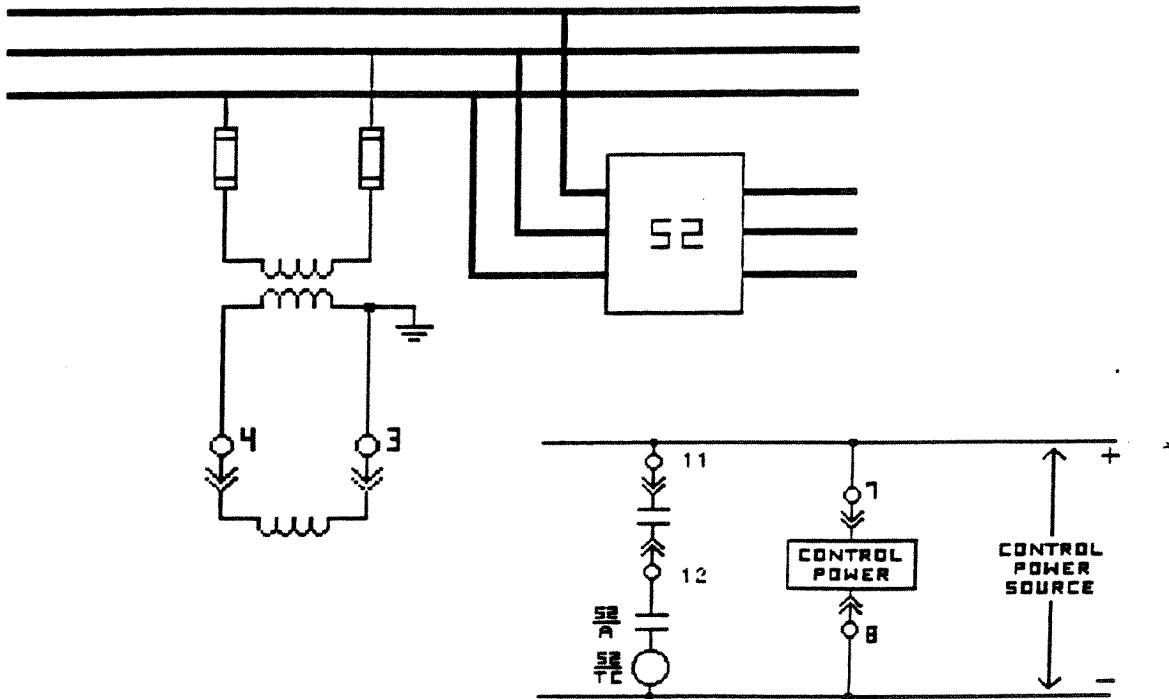 52
4
3
11
+
7
CONTROL
POWER
CONTROL
POWER
SOURCE
12
52
A
8
52
TC
−